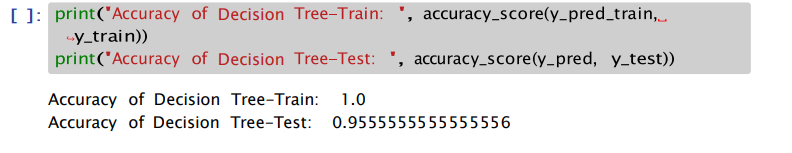 [ ]: print("Accuracy of Decision Tree-Train: ", accuracy_score(y_pred_train,␣
↪y_train))
print("Accuracy of Decision Tree-Test: ", accuracy_score(y_pred, y_test))
Accuracy of Decision Tree-Train: 1.0
Accuracy of Decision Tree-Test: 0.9555555555555556